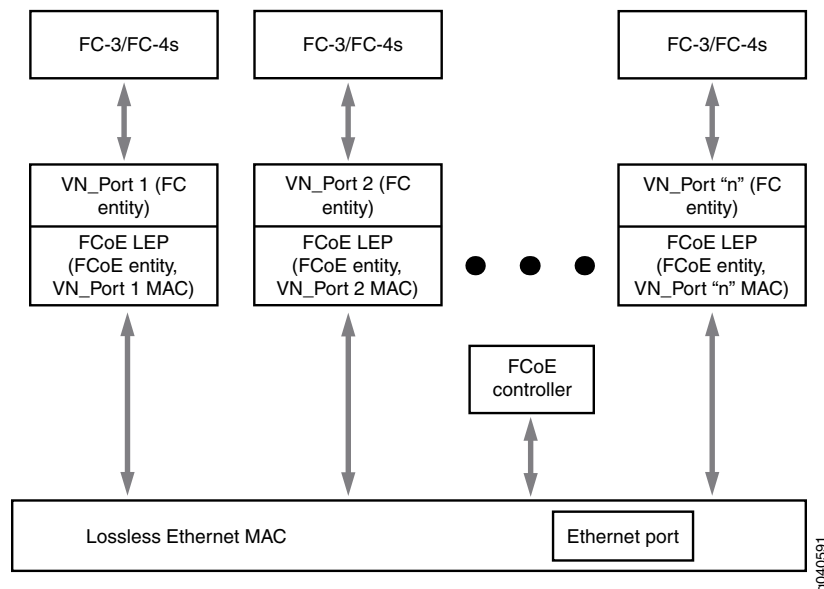 FC-3/FC-4s
FC-3/FC-4s
FC-3/FC-4s
VN_Port 1 (FC
entity)
VN_Port 2 (FC
entity)
VN_Port “n” (FC
entity)
FCoE LEP
(FCoE entity,
VN_Port 1 MAC)
FCoE LEP
(FCoE entity,
VN_Port 2 MAC)
FCoE LEP
(FCoE entity,
VN_Port “n” MAC)
FCoE
controller
Lossless Ethernet MAC
Ethernet port
g040591